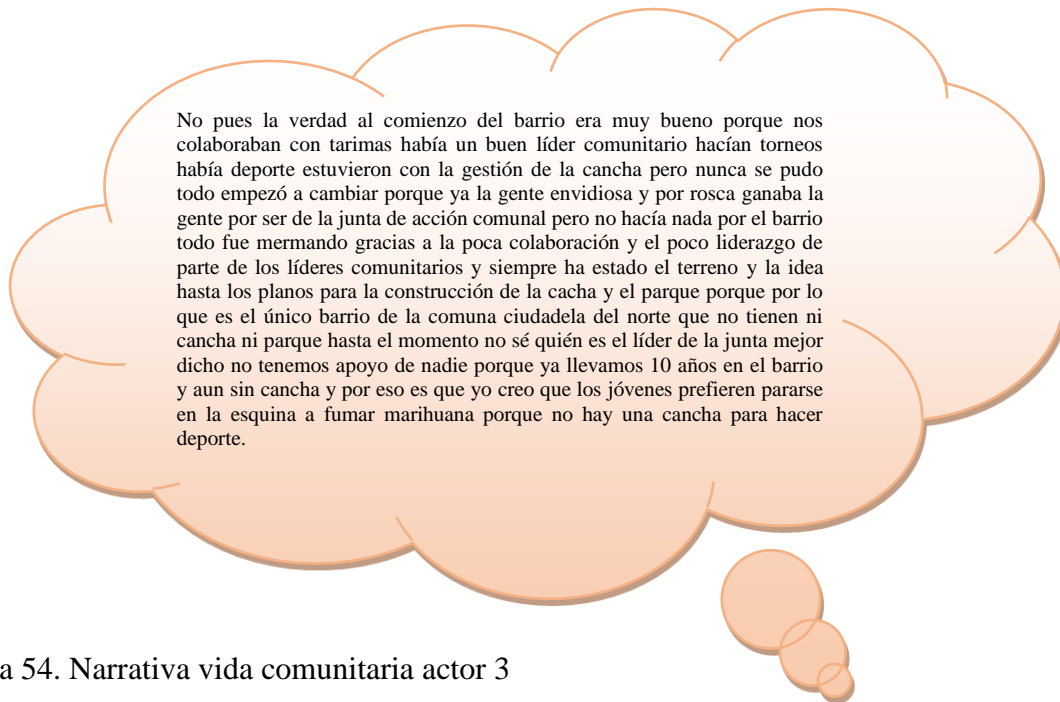 No pues la verdad al comienzo del barrio era muy bueno porque nos
colaboraban con tarimas había un buen líder comunitario hacían torneos
había deporte estuvieron con la gestión de la cancha pero nunca se pudo
todo empezó a cambiar porque ya la gente envidiosa y por rosca ganaba la
gente por ser de la junta de acción comunal pero no hacía nada por el barrio
todo fue mermando gracias a la poca colaboración y el poco liderazgo de
parte de los líderes comunitarios y siempre ha estado el terreno y la idea
hasta los planos para la construcción de la cacha y el parque porque por lo
que es el único barrio de la comuna ciudadela del norte que no tienen ni
cancha ni parque hasta el momento no sé quién es el líder de la junta mejor
dicho no tenemos apoyo de nadie porque ya llevamos 10 años en el barrio
y aun sin cancha y por eso es que yo creo que los jóvenes prefieren pararse
en la esquina a fumar marihuana porque no hay una cancha para hacer
deporte.
a 54. Narrativa vida comunitaria actor 3